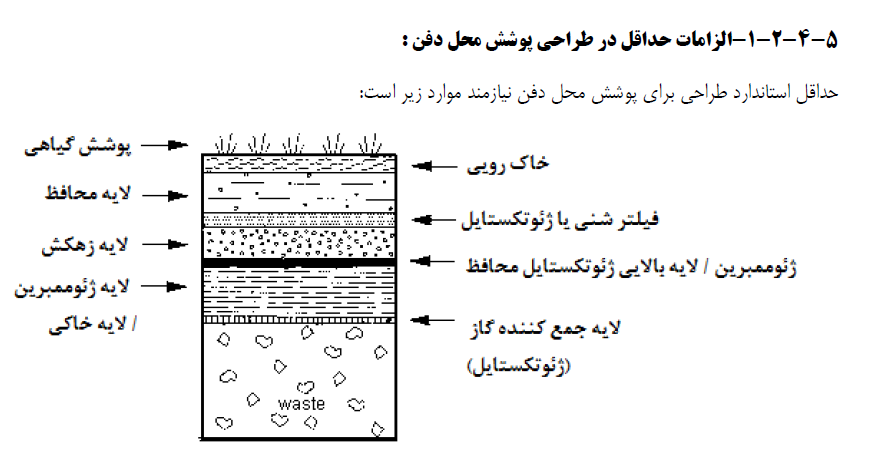 ۵-۴-۲-۱-الزامات حداقل در طراحی پوشش محل دفن :
حداقل استاندارد طراحی برای پوشش محل دفن نیازمند موارد زیر است:
پوشش گیاهی
خاک رویی
لایه محافظ
فیلتر شنی یا ژئوتکستایل
لایه زهکش
ژئوممبرین / لایه بالایی ژئوتکستایل محافظ
لایه ژئوممبرین
/ لایه خاکی
لایه جمع کننده گاز
(ژئوتکستایل)
waste